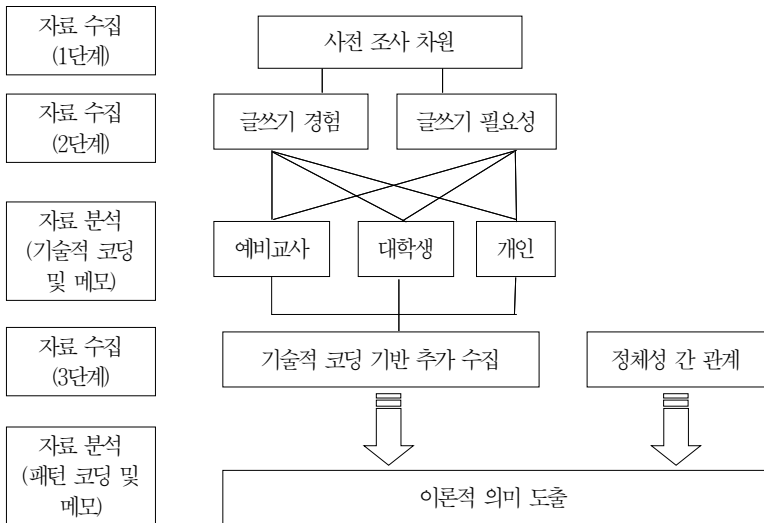 자료 수집
(1단계)
사전 조사 차원
자료 수집
(2단계)
글쓰기 경험
글쓰기 필요성
자료 분석
(기술적 코딩
및 메모)
예비교사
대학생
개인
자료 수집
(3단계)
기술적 코딩 기반 추가 수집
정체성 간 관계
자료 분석
(패턴 코딩 및
메모)
이론적 의미 도출